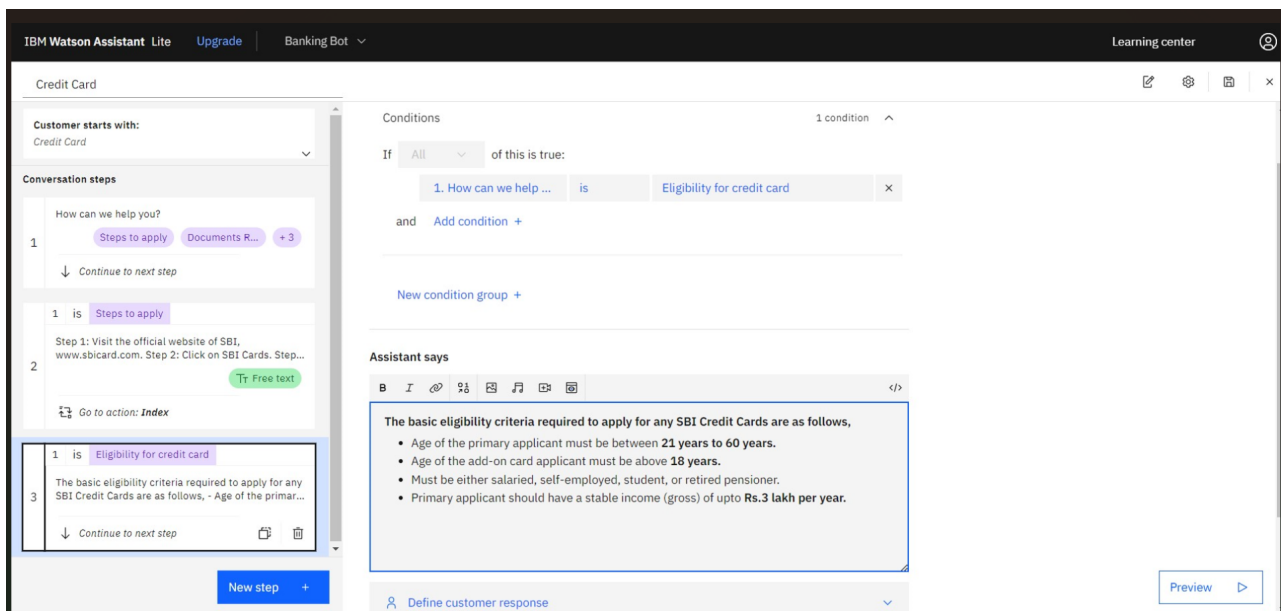 IBM Watson Assistant Lite Upgrade Banking Bot Learning center
Credit Card
Customer starts with:
Credit Card
Conversation steps
1
How can we help you?
Steps to apply Documents R... + 3
Continue to next step
2
1 is Steps to apply
Step 1: Visit the official website of SBI,
www.sbicard.com. Step 2: Click on SBI Cards. Step...
Free text
Go to action: Index
3
1 is Eligibility for credit card
The basic eligibility criteria required to apply for any
SBI Credit Cards are as follows, - Age of the primar...
Continue to next step
New step +
Conditions 1 condition
If All of this is true:
1. How can we help ... is Eligibility for credit card ×
and Add condition +
New condition group +
Assistant says
B I </>
The basic eligibility criteria required to apply for any SBI Credit Cards are as follows,
• Age of the primary applicant must be between 21 years to 60 years.
• Age of the add-on card applicant must be above 18 years.
• Must be either salaried, self-employed, student, or retired pensioner.
• Primary applicant should have a stable income (gross) of upto Rs.3 lakh per year.
Define customer response
Preview